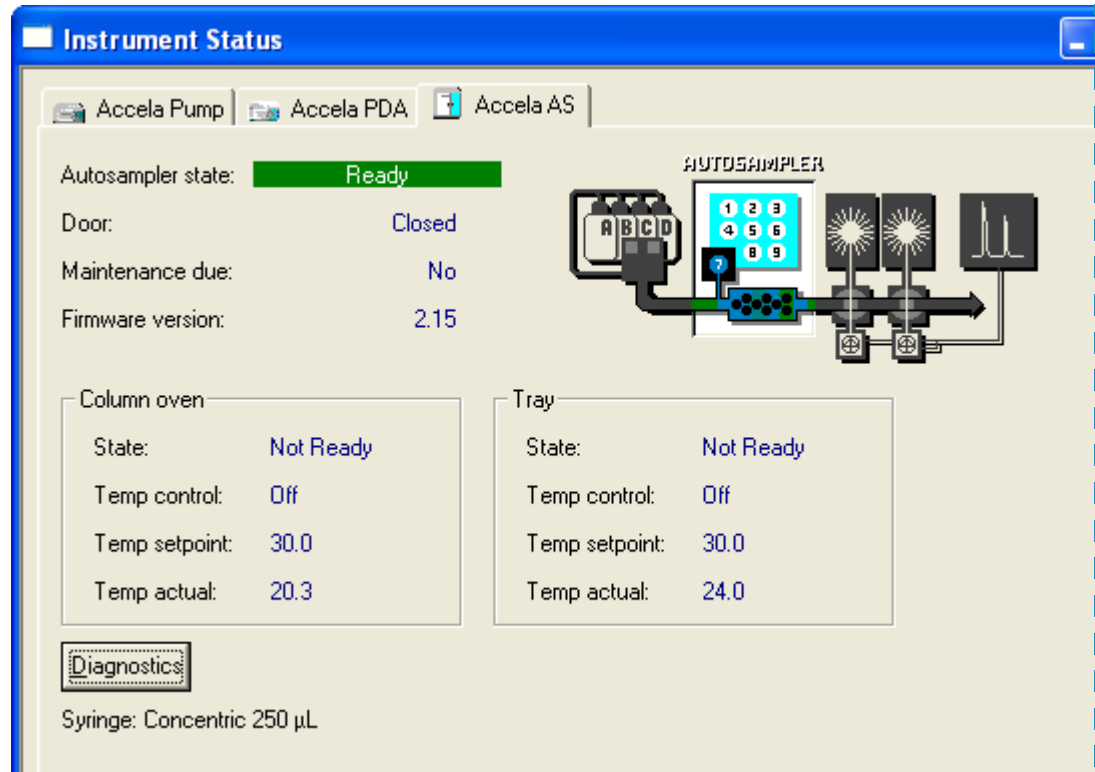 Instrument Status
Accela Pump Accela PDA Accela AS
Autosampler state: Ready
Door: Closed
Maintenance due: No
Firmware version: 2.15
AUTOSAMPLER
A B C D
1 2 3
4 5 6
7 8 9
Column oven
State: Not Ready
Temp control: Off
Temp setpoint: 30.0
Temp actual: 20.3
Tray
State: Not Ready
Temp control: Off
Temp setpoint: 30.0
Temp actual: 24.0
Diagnostics
Syringe: Concentric 250 µL